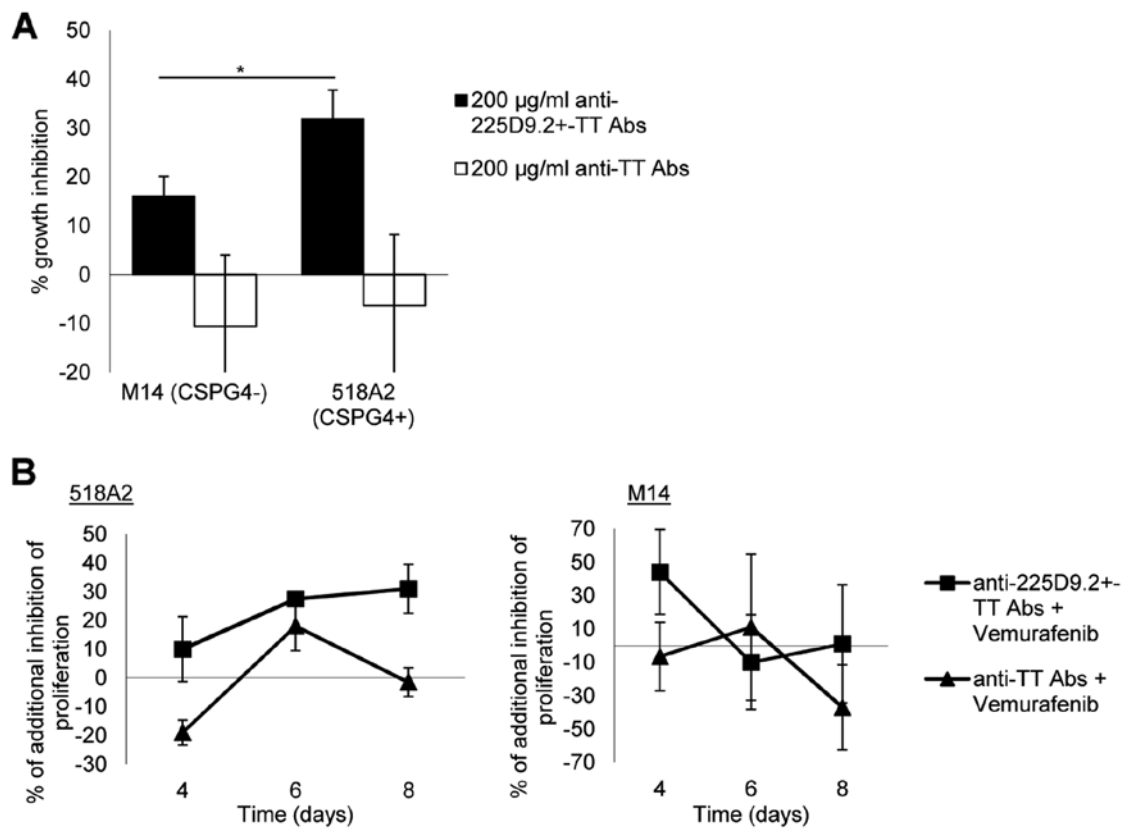 A
50
40
30
20
10
0
-10
-20
% growth inhibition
*
M14 (CSPG4-)
518A2
(CSPG4+)
200 µg/ml anti-
225D9.2+-TT Abs
200 µg/ml anti-TT Abs
B
518A2
50
40
30
20
10
0
-10
-20
-30
% of additional inhibition of
proliferation
4
6
8
Time (days)
M14
70
50
30
10
-10
-30
-50
-70
% of additional inhibition of
proliferation
4
6
8
Time (days)
anti-225D9.2+-
TT Abs +
Vemurafenib
anti-TT Abs +
Vemurafenib